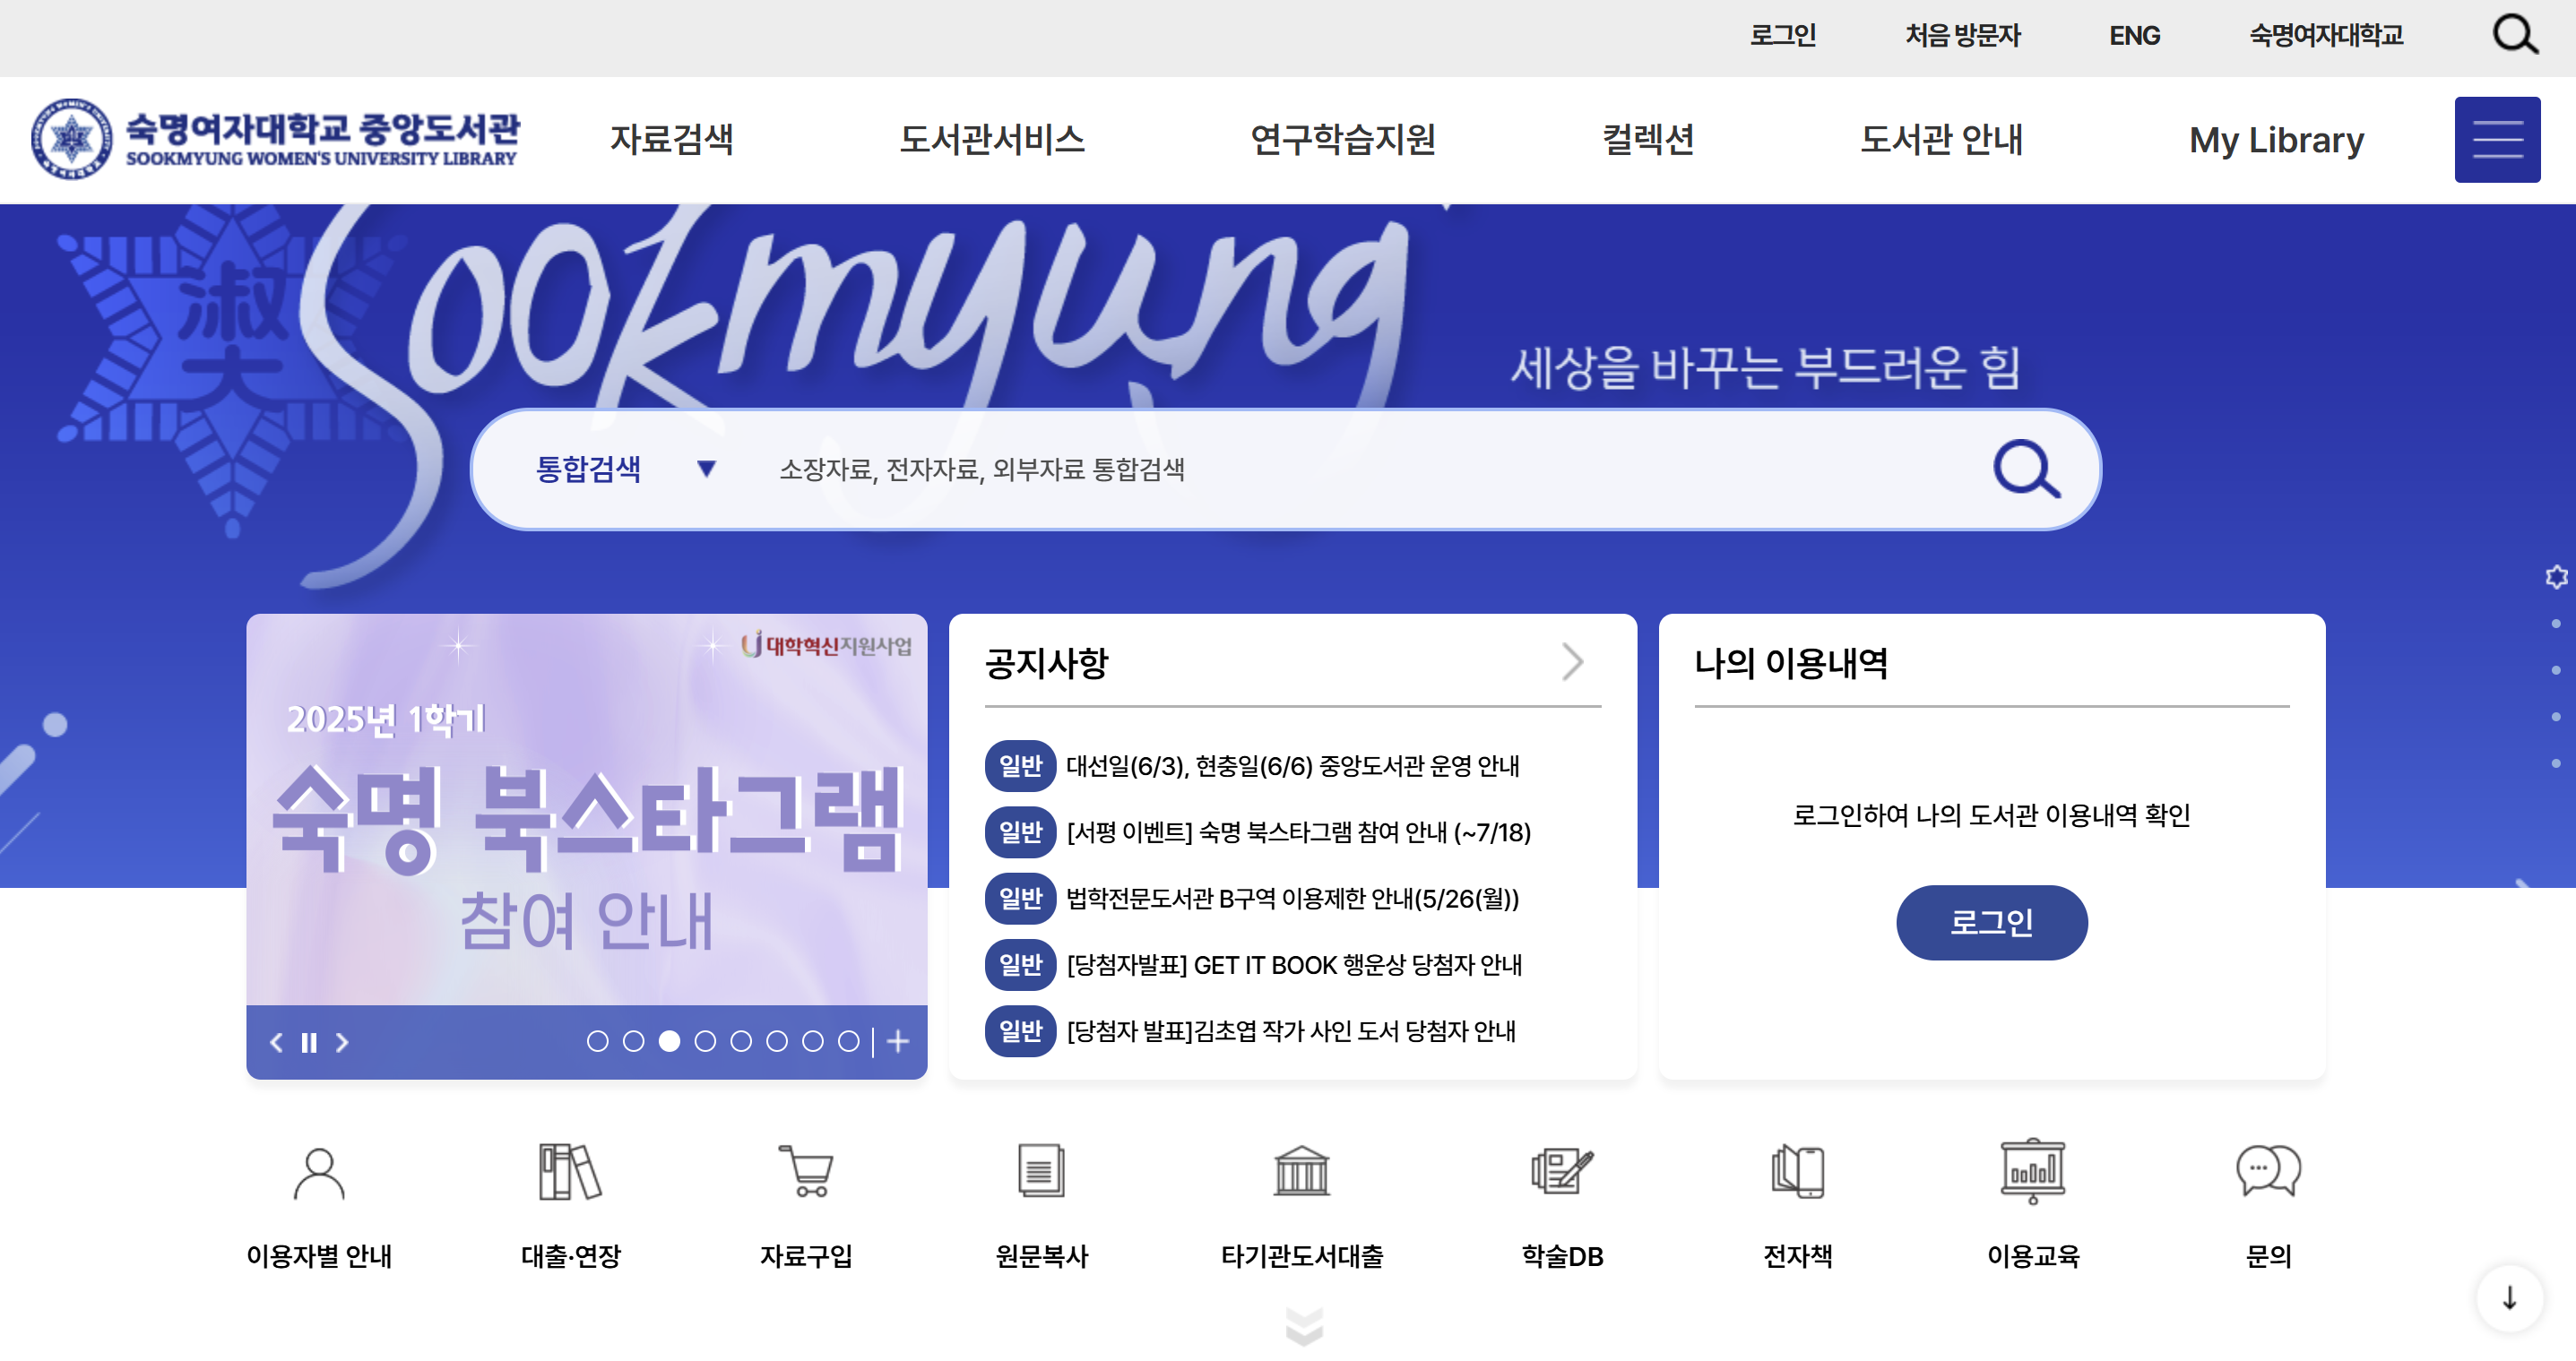 로그인 처음 방문자 ENG 숙명여자대학교
숙명여자대학교 중앙도서관
SOOKMYUNG WOMEN'S UNIVERSITY LIBRARY
자료검색 도서관서비스 연구학습지원 컬렉션 도서관 안내 My Library
淑大
Sookmyung
세상을 바꾸는 부드러운 힘
통합검색 소장자료, 전자자료, 외부자료 통합검색
대학혁신지원사업
2025년 1학기
숙명 북스타그램
참여 안내
공지사항
일반 대선일(6/3), 현충일(6/6) 중앙도서관 운영 안내
일반 [서평 이벤트] 숙명 북스타그램 참여 안내 (~7/18)
일반 법학전문도서관 B구역 이용제한 안내(5/26(월))
일반 [당첨자발표] GET IT BOOK 행운상 당첨자 안내
일반 [당첨자 발표]김초엽 작가 사인 도서 당첨자 안내
나의 이용내역
로그인하여 나의 도서관 이용내역 확인
로그인
이용자별 안내 대출·연장 자료구입 원문복사 타기관도서대출 학술DB 전자책 이용교육 문의